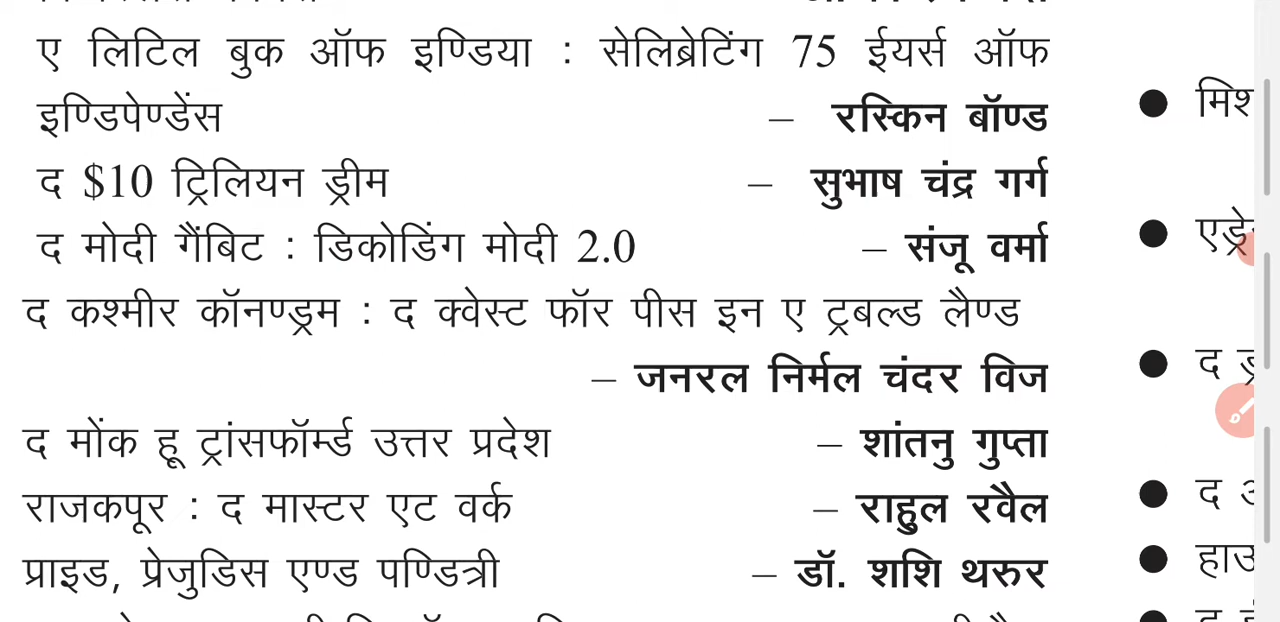 ए लिटिल बुक ऑफ इण्डिया : सेलिब्रेटिंग 75 ईयर्स ऑफ
इण्डिपेण्डेंस – रस्किन बॉण्ड
द $10 ट्रिलियन ड्रीम – सुभाष चंद्र गर्ग
द मोदी गैंबिट : डिकोडिंग मोदी 2.0 – संजू वर्मा
द कश्मीर कॉनण्ड्रम : द क्वेस्ट फॉर पीस इन ए ट्रबल्ड लैण्ड
– जनरल निर्मल चंदर विज
द मोंक हू ट्रांसफॉर्म्ड उत्तर प्रदेश – शांतनु गुप्ता
राजकपूर : द मास्टर एट वर्क – राहुल रवैल
प्राइड, प्रेजुडिस एण्ड पण्डित्री – डॉ. शशि थरुर
● मिश
● एड्रे
● द
● द
● हाउ